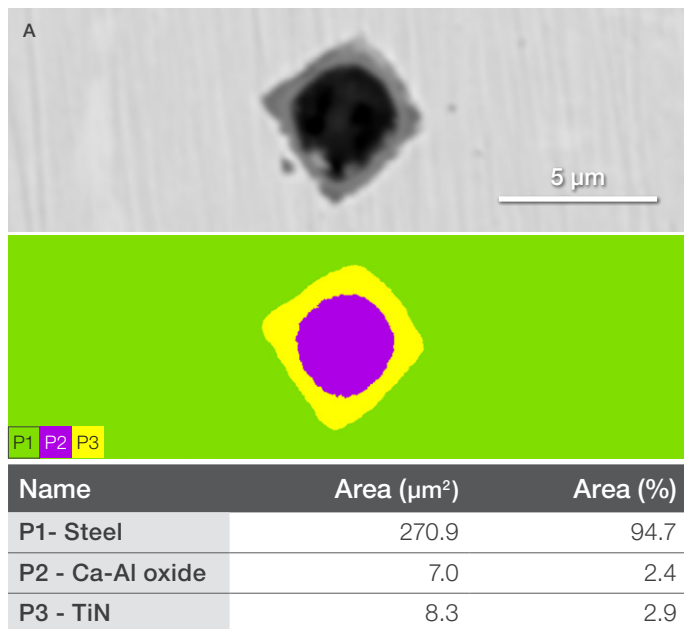 A
5 µm
P1 P2 P3
Name Area (µm²) Area (%)
P1- Steel 270.9 94.7
P2 - Ca-Al oxide 7.0 2.4
P3 - TiN 8.3 2.9